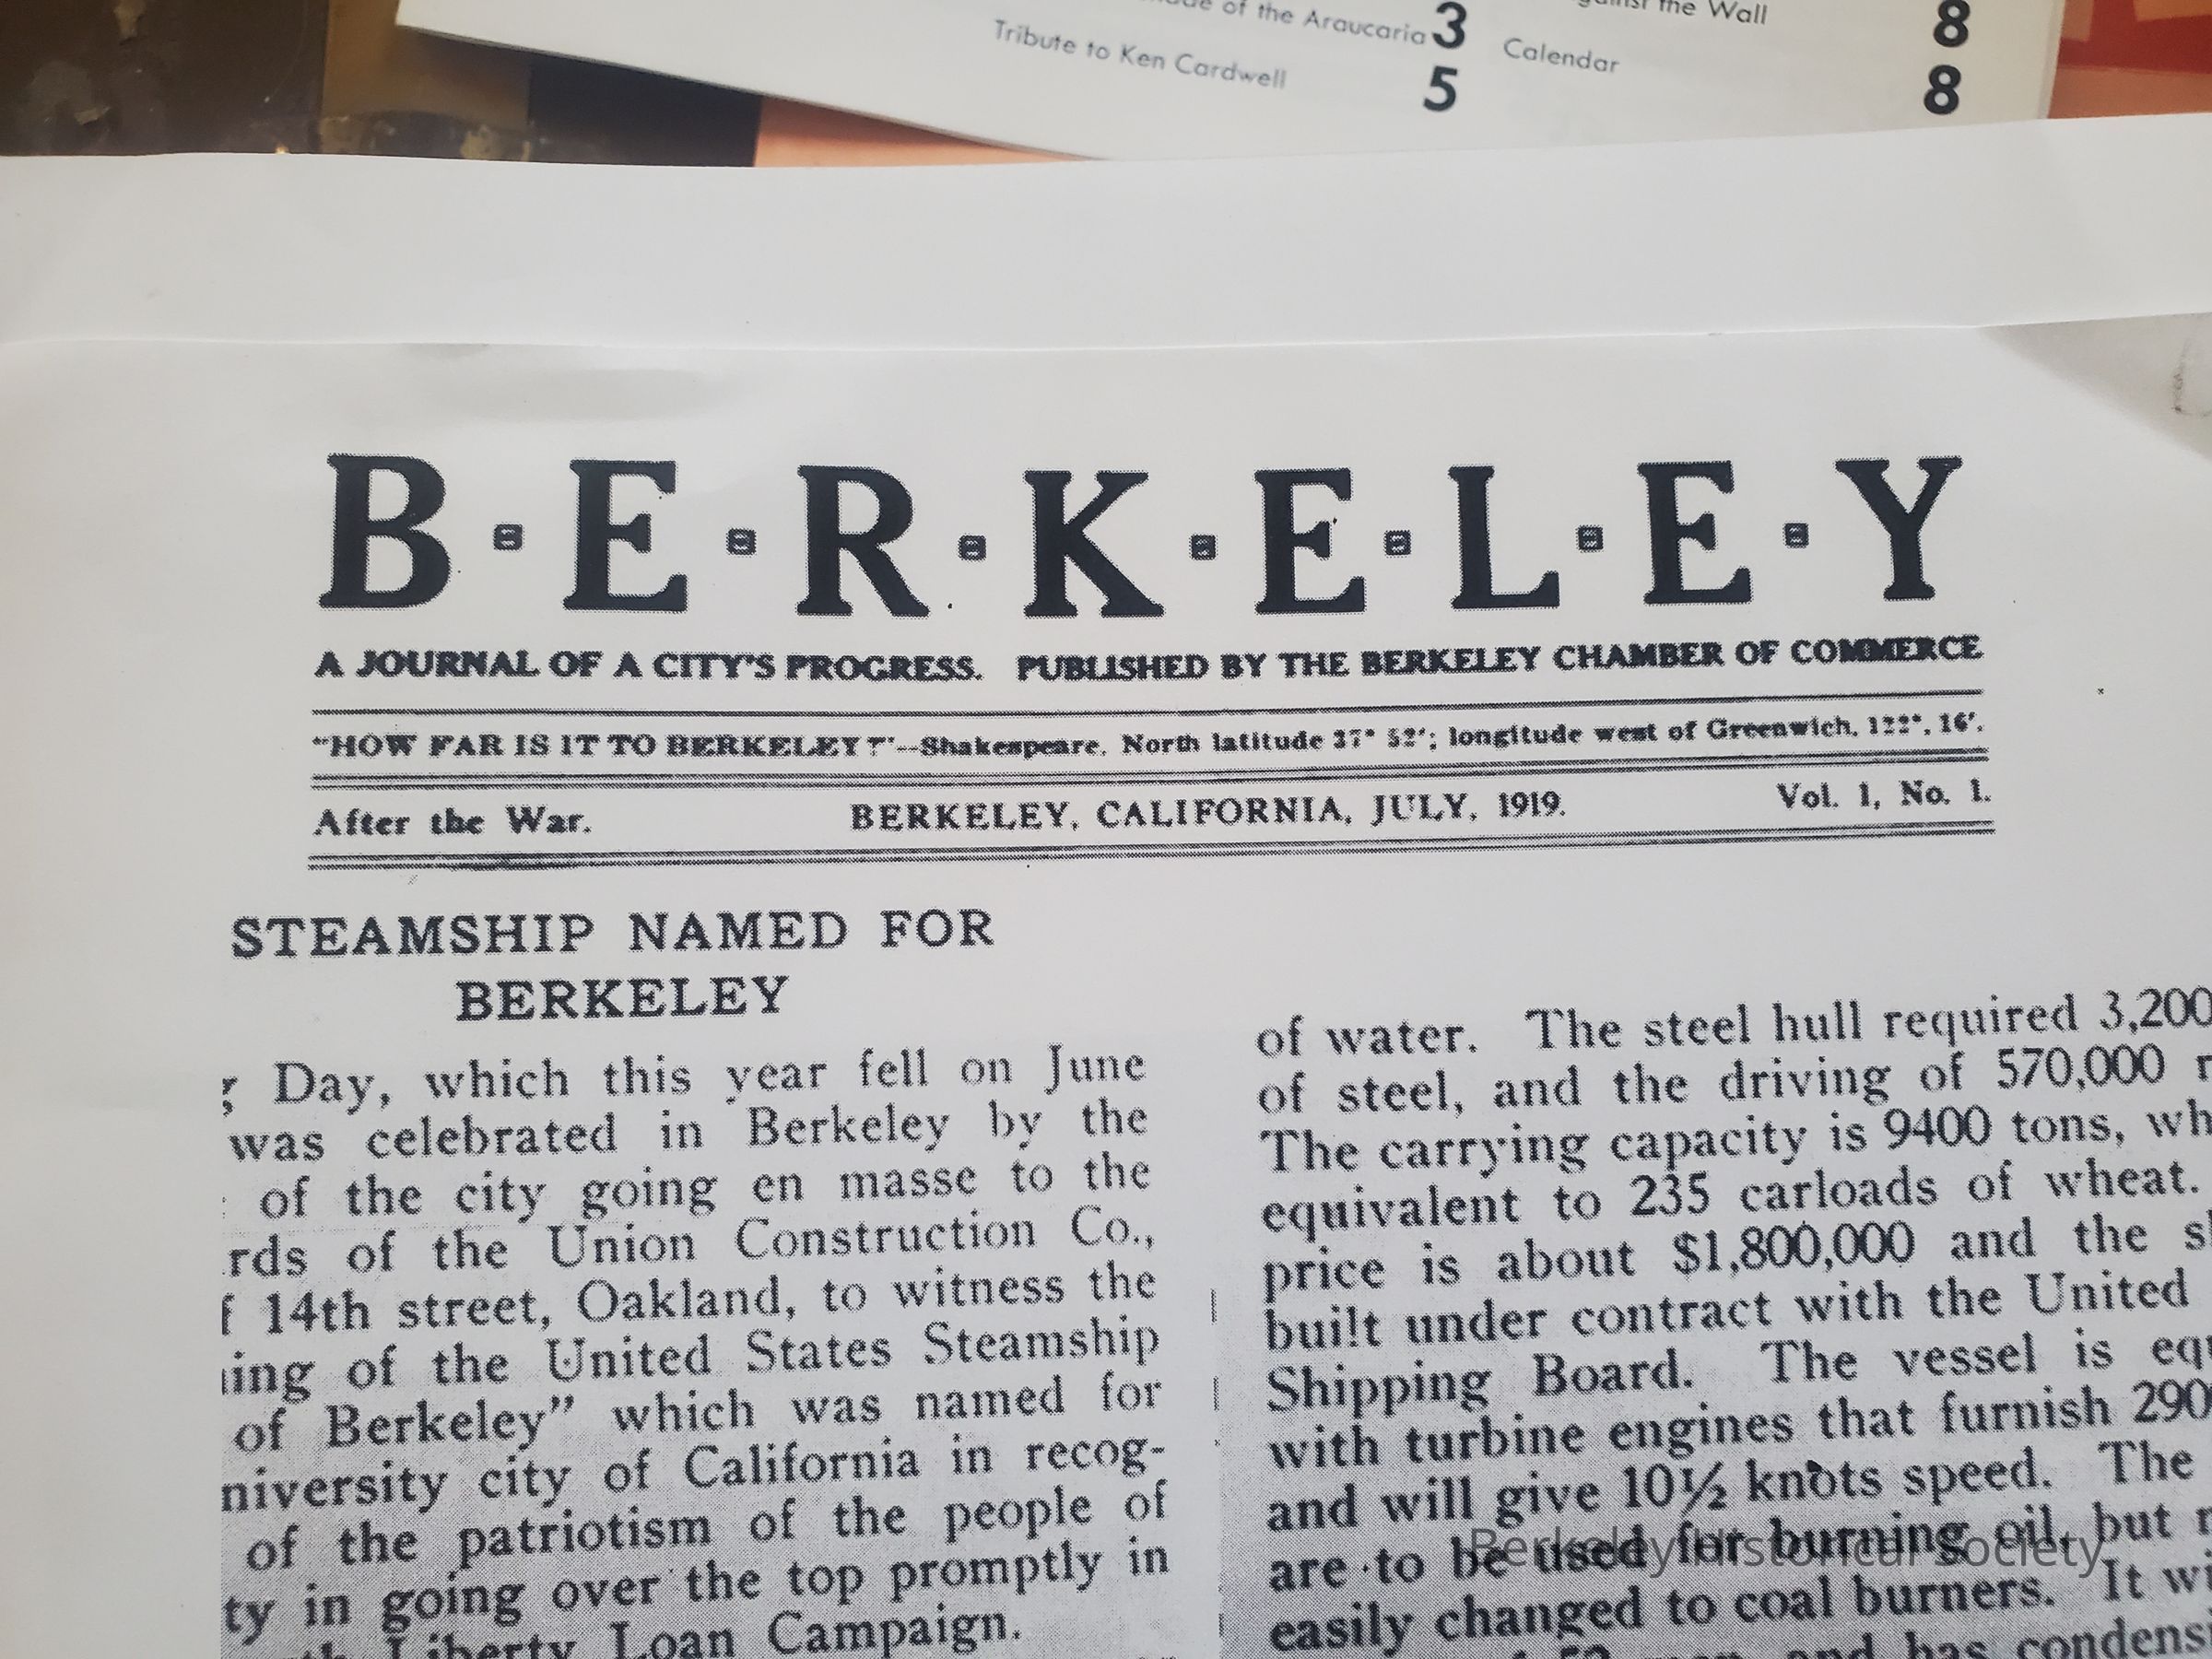 of the Araucaria 3
Tribute to Ken Cardwell 5
the Wall 8
Calendar 8
B·E·R·K·E·L·E·Y
A JOURNAL OF A CITY'S PROGRESS. PUBLISHED BY THE BERKELEY CHAMBER OF COMMERCE
"HOW FAR IS IT TO BERKELEY?"--Shakespeare. North latitude 37° 52'; longitude west of Greenwich, 122°, 16'.
After the War. BERKELEY, CALIFORNIA, JULY, 1919. Vol. 1, No. 1.
STEAMSHIP NAMED FOR
BERKELEY
Day, which this year fell on June
was celebrated in Berkeley by the
of the city going en masse to the
rds of the Union Construction Co.,
f 14th street, Oakland, to witness the
ing of the United States Steamship
of Berkeley" which was named for
niversity city of California in recog-
of the patriotism of the people of
ty in going over the top promptly in
Liberty Loan Campaign.
of water. The steel hull required 3,200
of steel, and the driving of 570,000 r
The carrying capacity is 9400 tons, wh
equivalent to 235 carloads of wheat.
price is about $1,800,000 and the s
built under contract with the United
Shipping Board. The vessel is equ
with turbine engines that furnish 290
and will give 10½ knots speed. The
are to be used for burning oil, but
easily changed to coal burners. It wi
and has condens
Berkeley Historical Society